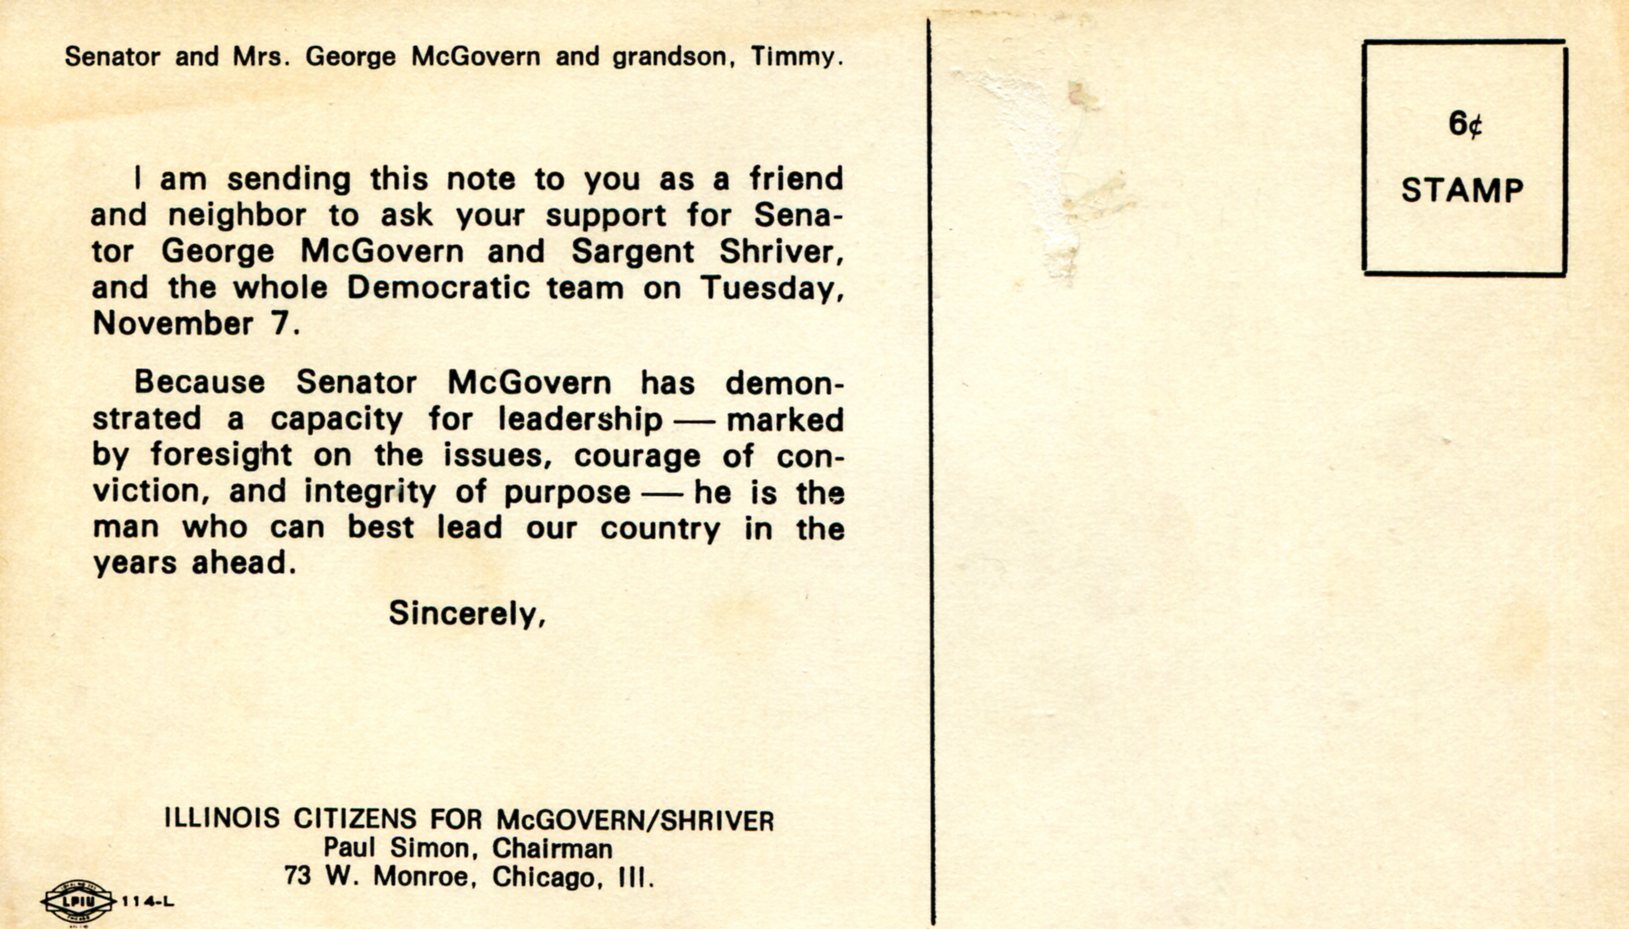 Senator and Mrs. George McGovern and grandson, Timmy.
I am sending this note to you as a friend
and neighbor to ask your support for Sena-
tor George McGovern and Sargent Shriver,
and the whole Democratic team on Tuesday,
November 7.
Because Senator McGovern has demon-
strated a capacity for leadership — marked
by foresight on the issues, courage of con-
viction, and integrity of purpose — he is the
man who can best lead our country in the
years ahead.
Sincerely,
ILLINOIS CITIZENS FOR McGOVERN/SHRIVER
Paul Simon, Chairman
73 W. Monroe, Chicago, Ill.
LPIU 114-L
6¢
STAMP